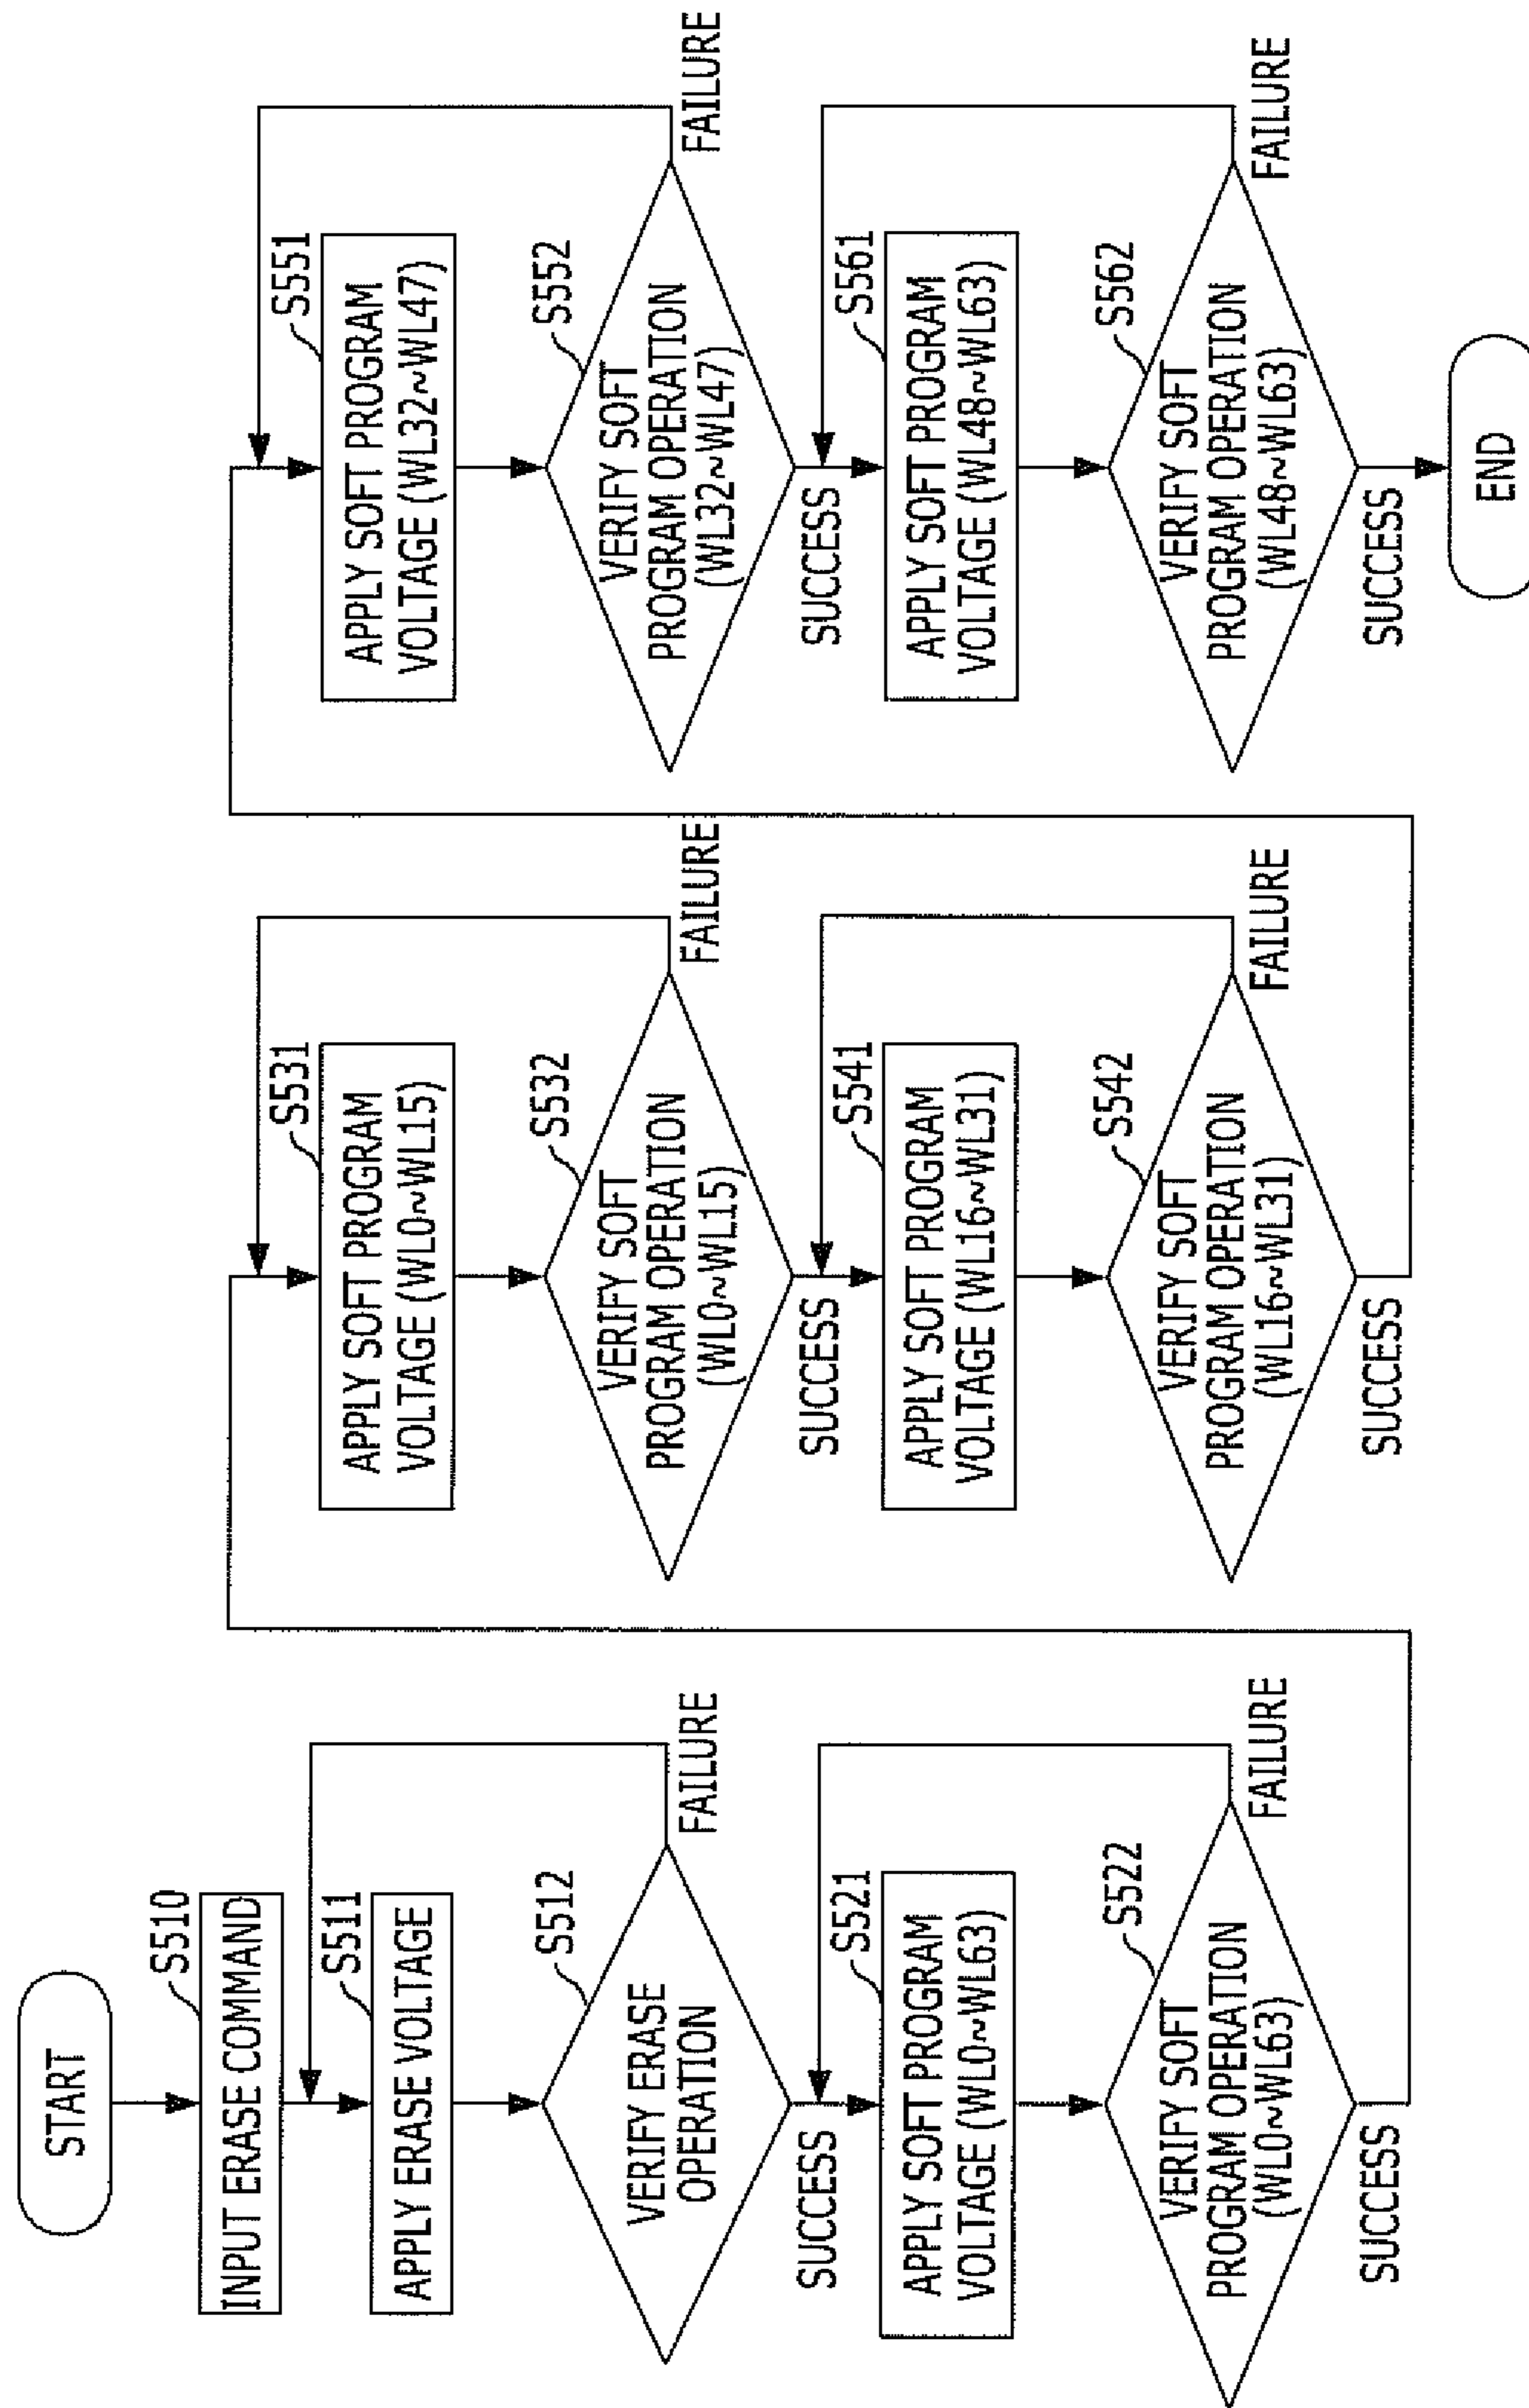 START
S510
INPUT ERASE COMMAND
S511
APPLY ERASE VOLTAGE
S512
VERIFY ERASE
OPERATION
FAILURE
SUCCESS
S521
APPLY SOFT PROGRAM
VOLTAGE (WL0~WL63)
S522
VERIFY SOFT
PROGRAM OPERATION
(WL0~WL63)
FAILURE
SUCCESS
S531
APPLY SOFT PROGRAM
VOLTAGE (WL0~WL15)
S532
VERIFY SOFT
PROGRAM OPERATION
(WL0~WL15)
FAILURE
SUCCESS
S541
APPLY SOFT PROGRAM
VOLTAGE (WL16~WL31)
S542
VERIFY SOFT
PROGRAM OPERATION
(WL16~WL31)
FAILURE
SUCCESS
S551
APPLY SOFT PROGRAM
VOLTAGE (WL32~WL47)
S552
VERIFY SOFT
PROGRAM OPERATION
(WL32~WL47)
FAILURE
SUCCESS
S561
APPLY SOFT PROGRAM
VOLTAGE (WL48~WL63)
S562
VERIFY SOFT
PROGRAM OPERATION
(WL48~WL63)
FAILURE
SUCCESS
END